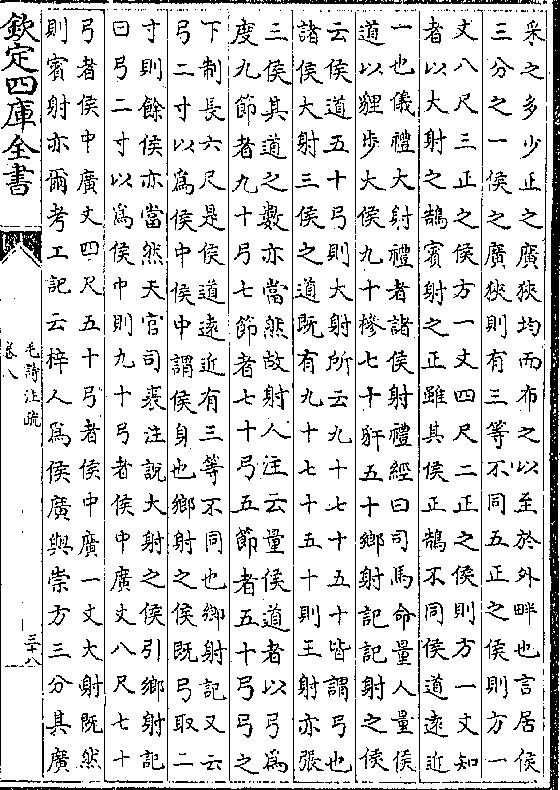 采之多少正之廣狹均而布之以至於外畔也言居侯
三分之一侯之廣狹則有三等不同五正之侯則方一
丈八尺三正之侯方一丈四尺二正之侯則方一丈知
者以大射之鵠賓射之正雖其侯正鵠不同侯道遠近
一也儀禮大射禮者諸侯射禮經曰司馬命量人量侯
道以貍步大侯九十糝七十豻五十鄉射記記射之侯
云侯道五十弓則大射所云九十七十五十皆謂弓也
諸侯大射三侯之道既有九十七十五十則王射亦張
三侯其道之數亦當然故射人注云量侯道者以弓為
度九節者九十弓七節者七十弓五節者五十弓弓之
下制長六尺是侯道遠近有三等不同也鄉射記又云
弓二寸以為侯中侯中謂侯身也鄉射之侯既弓取二
寸則餘侯亦當然天官司裘注說大射之侯引鄉射記
曰弓二寸以為侯中則九十弓者侯中廣丈八尺七十
弓者侯中廣丈四尺五十弓者侯中廣一丈大射既然
則賓射亦爾考工記云梓人為侯廣與崇方三分其廣
欽定四庫全書
毛詩注疏
卷八
三十八